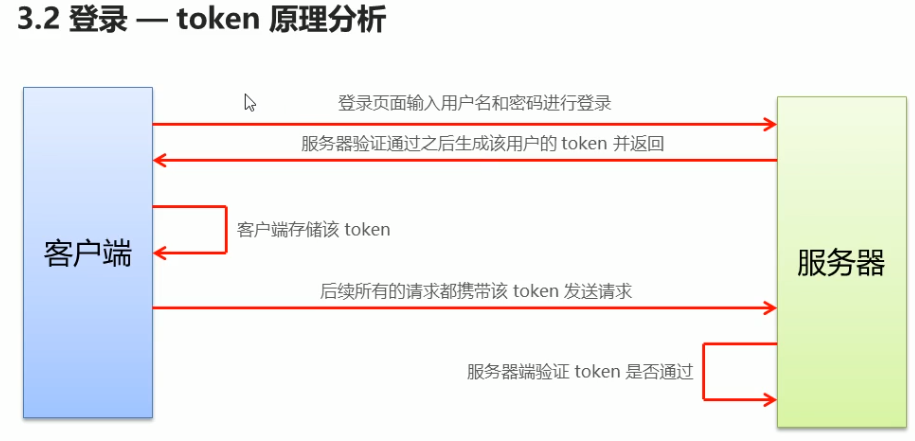 3.2 登录 — token 原理分析
登录页面输入用户名和密码进行登录
服务器验证通过之后生成该用户的 token 并返回
客户端存储该 token
客户端
服务器
后续所有的请求都携带该 token 发送请求
服务器端验证 token 是否通过